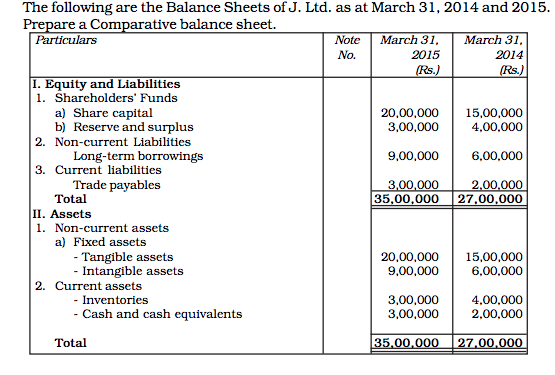 The following are the Balance Sheets of J. Ltd. as at March 31, 2014 and 2015.
Prepare a Comparative balance sheet.
Particulars Note March 31, March 31,
No. 2015 2014
(Rs.) (Rs.)
I. Equity and Liabilities
1. Shareholders' Funds
a) Share capital 20,00,000 15,00,000
b) Reserve and surplus 3,00,000 4,00,000
2. Non-current Liabilities
Long-term borrowings 9,00,000 6,00,000
3. Current liabilities
Trade payables 3,00,000 2,00,000
Total 35,00,000 27,00,000
II. Assets
1. Non-current assets
a) Fixed assets
- Tangible assets 20,00,000 15,00,000
- Intangible assets 9,00,000 6,00,000
2. Current assets
- Inventories 3,00,000 4,00,000
- Cash and cash equivalents 3,00,000 2,00,000
Total 35,00,000 27,00,000